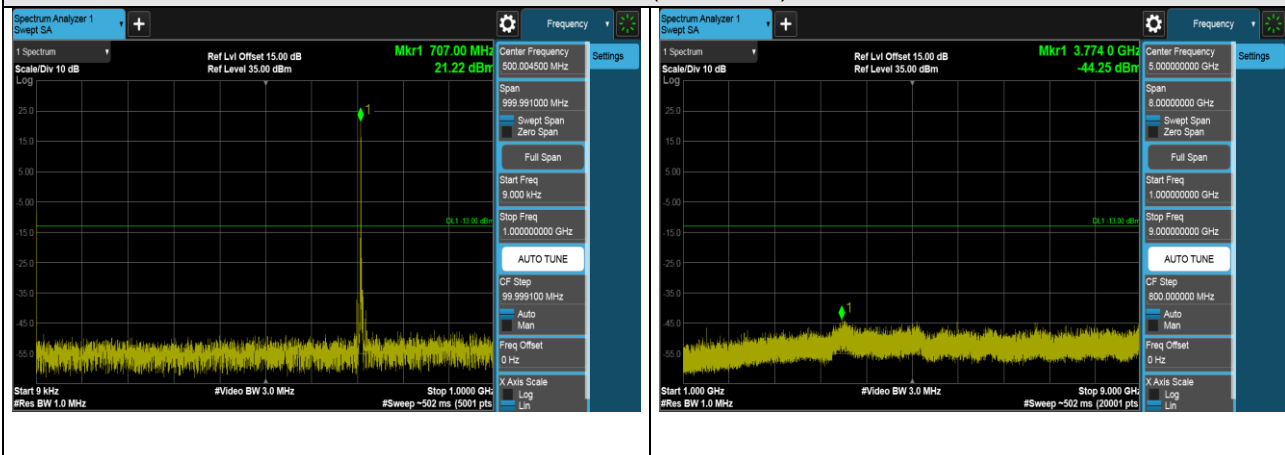 Spectrum Analyzer 1
Swept SA
+
Frequency
1 Spectrum
Scale/Div 10 dB
Log
Ref Lvl Offset 15.00 dB
Ref Level 35.00 dBm
Mkr1 707.00 MHz
21.22 dBm
1
25.0
15.0
5.00
-5.00
-15.0
-25.0
-35.0
-45.0
-55.0
DL1 -13.00 dBm
Start 9 kHz
#Res BW 1.0 MHz
#Video BW 3.0 MHz
Stop 1.0000 GHz
#Sweep ~502 ms (5001 pts
Center Frequency
500.004500 MHz
Settings
Span
999.991000 MHz
Swept Span
Zero Span
Full Span
Start Freq
9.000 kHz
Stop Freq
1.000000000 GHz
AUTO TUNE
CF Step
99.999100 MHz
Auto
Man
Freq Offset
0 Hz
X Axis Scale
Log
Lin
Spectrum Analyzer 1
Swept SA
+
Frequency
1 Spectrum
Scale/Div 10 dB
Log
Ref Lvl Offset 15.00 dB
Ref Level 35.00 dBm
Mkr1 3.774 0 GHz
-44.25 dBm
1
25.0
15.0
5.00
-5.00
-15.0
-25.0
-35.0
-45.0
-55.0
DL1 -13.00 dBm
Start 1.000 GHz
#Res BW 1.0 MHz
#Video BW 3.0 MHz
Stop 9.000 GHz
#Sweep ~502 ms (20001 pts
Center Frequency
5.000000000 GHz
Settings
Span
8.00000000 GHz
Swept Span
Zero Span
Full Span
Start Freq
1.000000000 GHz
Stop Freq
9.000000000 GHz
AUTO TUNE
CF Step
800.000000 MHz
Auto
Man
Freq Offset
0 Hz
X Axis Scale
Log
Lin